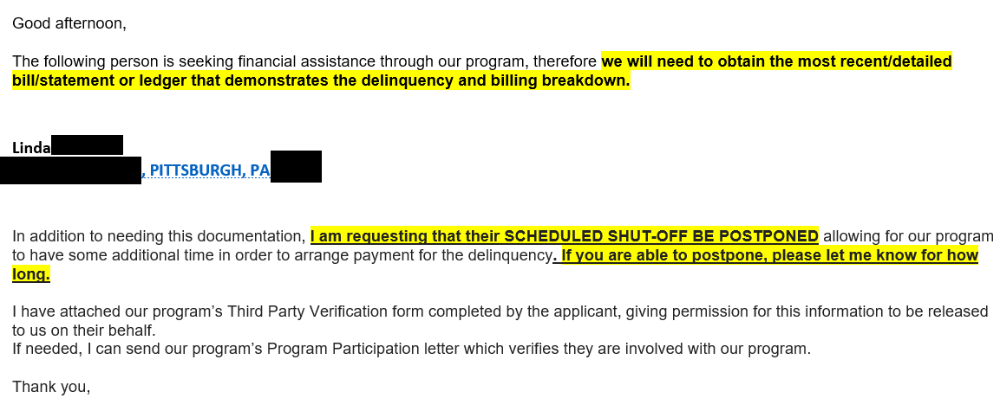 Good afternoon,
The following person is seeking financial assistance through our program, therefore we will need to obtain the most recent/detailed
bill/statement or ledger that demonstrates the delinquency and billing breakdown.
Linda
, PITTSBURGH, PA
In addition to needing this documentation, I am requesting that their SCHEDULED SHUT-OFF BE POSTPONED allowing for our program
to have some additional time in order to arrange payment for the delinquency. If you are able to postpone, please let me know for how
long.
I have attached our program’s Third Party Verification form completed by the applicant, giving permission for this information to be released
to us on their behalf.
If needed, I can send our program’s Program Participation letter which verifies they are involved with our program.
Thank you,